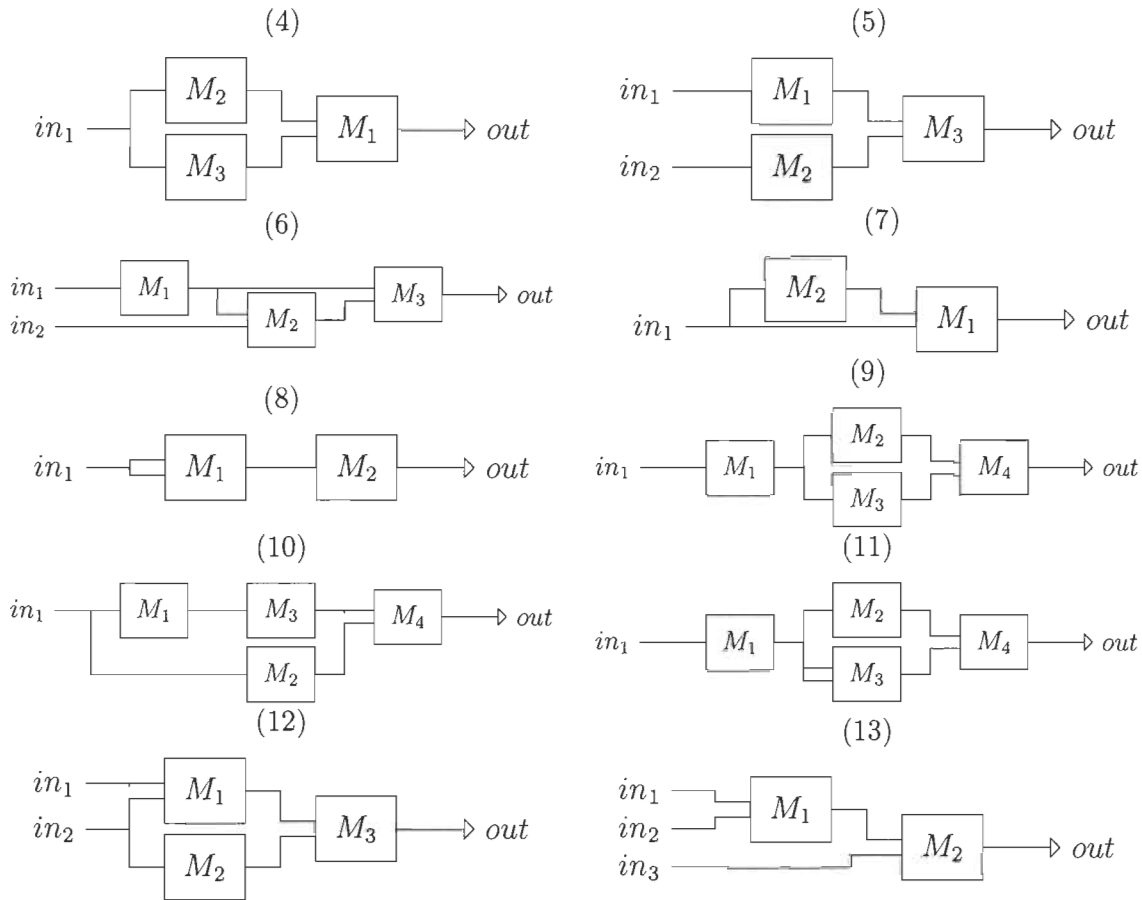 (4) (5)
M₂
in₁ M₁ out
M₃
in₁ M₁
M₃ out
in₂ M₂
(6) (7)
in₁ M₁ M₃ out
in₂ M₂
M₂
in₁ M₁ out
(8) (9)
in₁ M₁ M₂ out
M₂
in₁ M₁ M₄ out
M₃
(10) (11)
in₁ M₁ M₃ M₄ out
M₂
M₂
in₁ M₁ M₄ out
M₃
(12) (13)
in₁ M₁
in₂ M₃ out
M₂
in₁
M₁
in₂
in₃ M₂ out